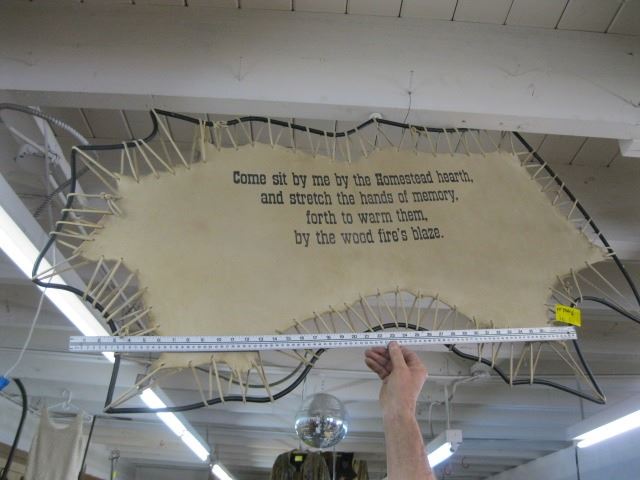 Come sit by me by the Homestead hearth,
and stretch the hands of memory,
forth to warm them,
by the wood fire's blaze.